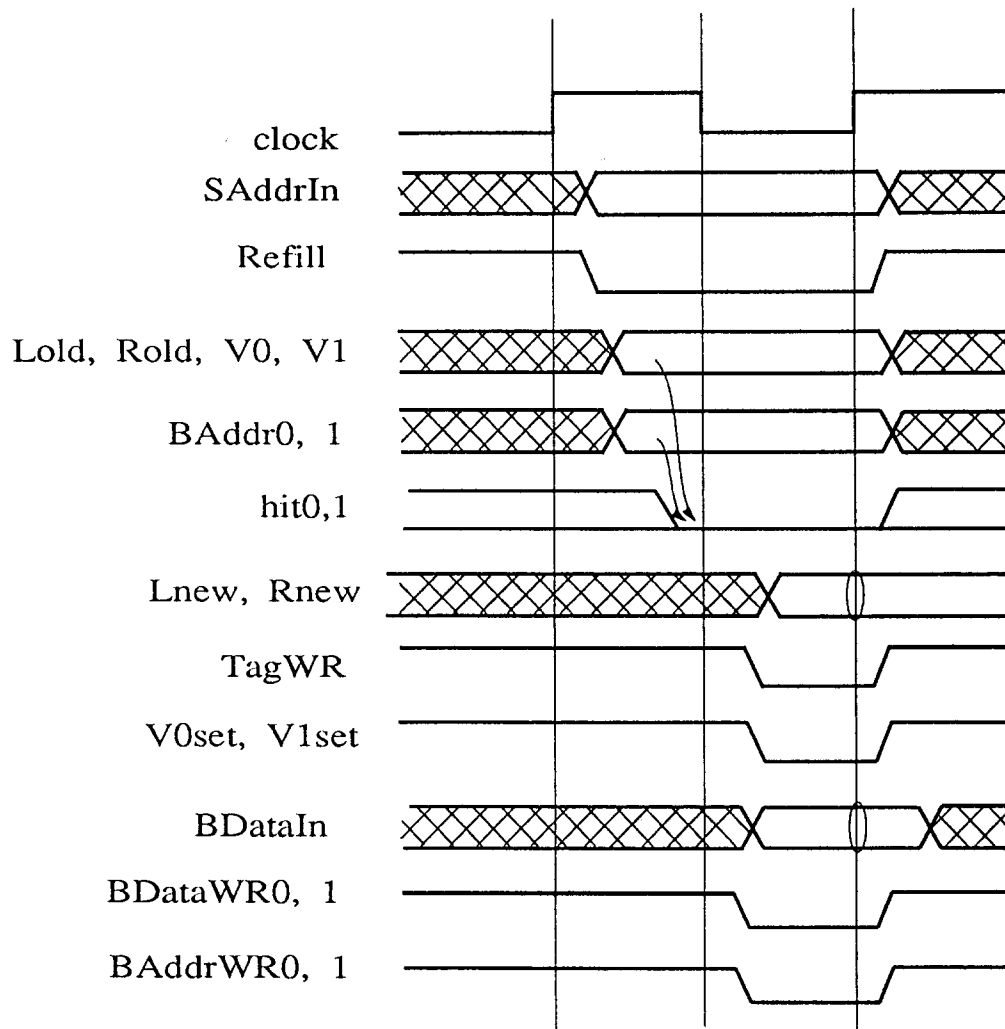 clock
SAddrIn
Refill
Lold, Rold, V0, V1
BAddr0, 1
hit0,1
Lnew, Rnew
TagWR
V0set, V1set
BDataIn
BDataWR0, 1
BAddrWR0, 1